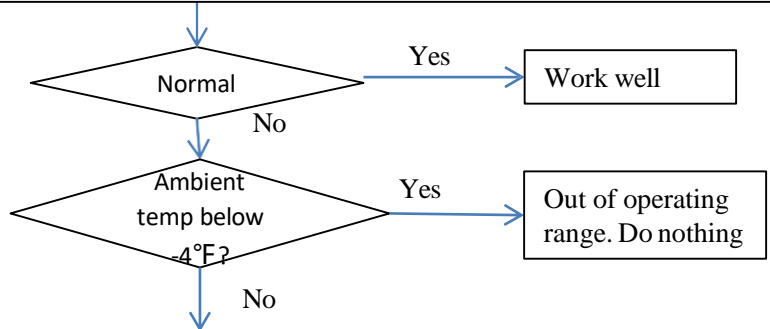 Normal
Yes
Work well
No
Ambient
temp below
-4°F?
Yes
Out of operating
range. Do nothing
No